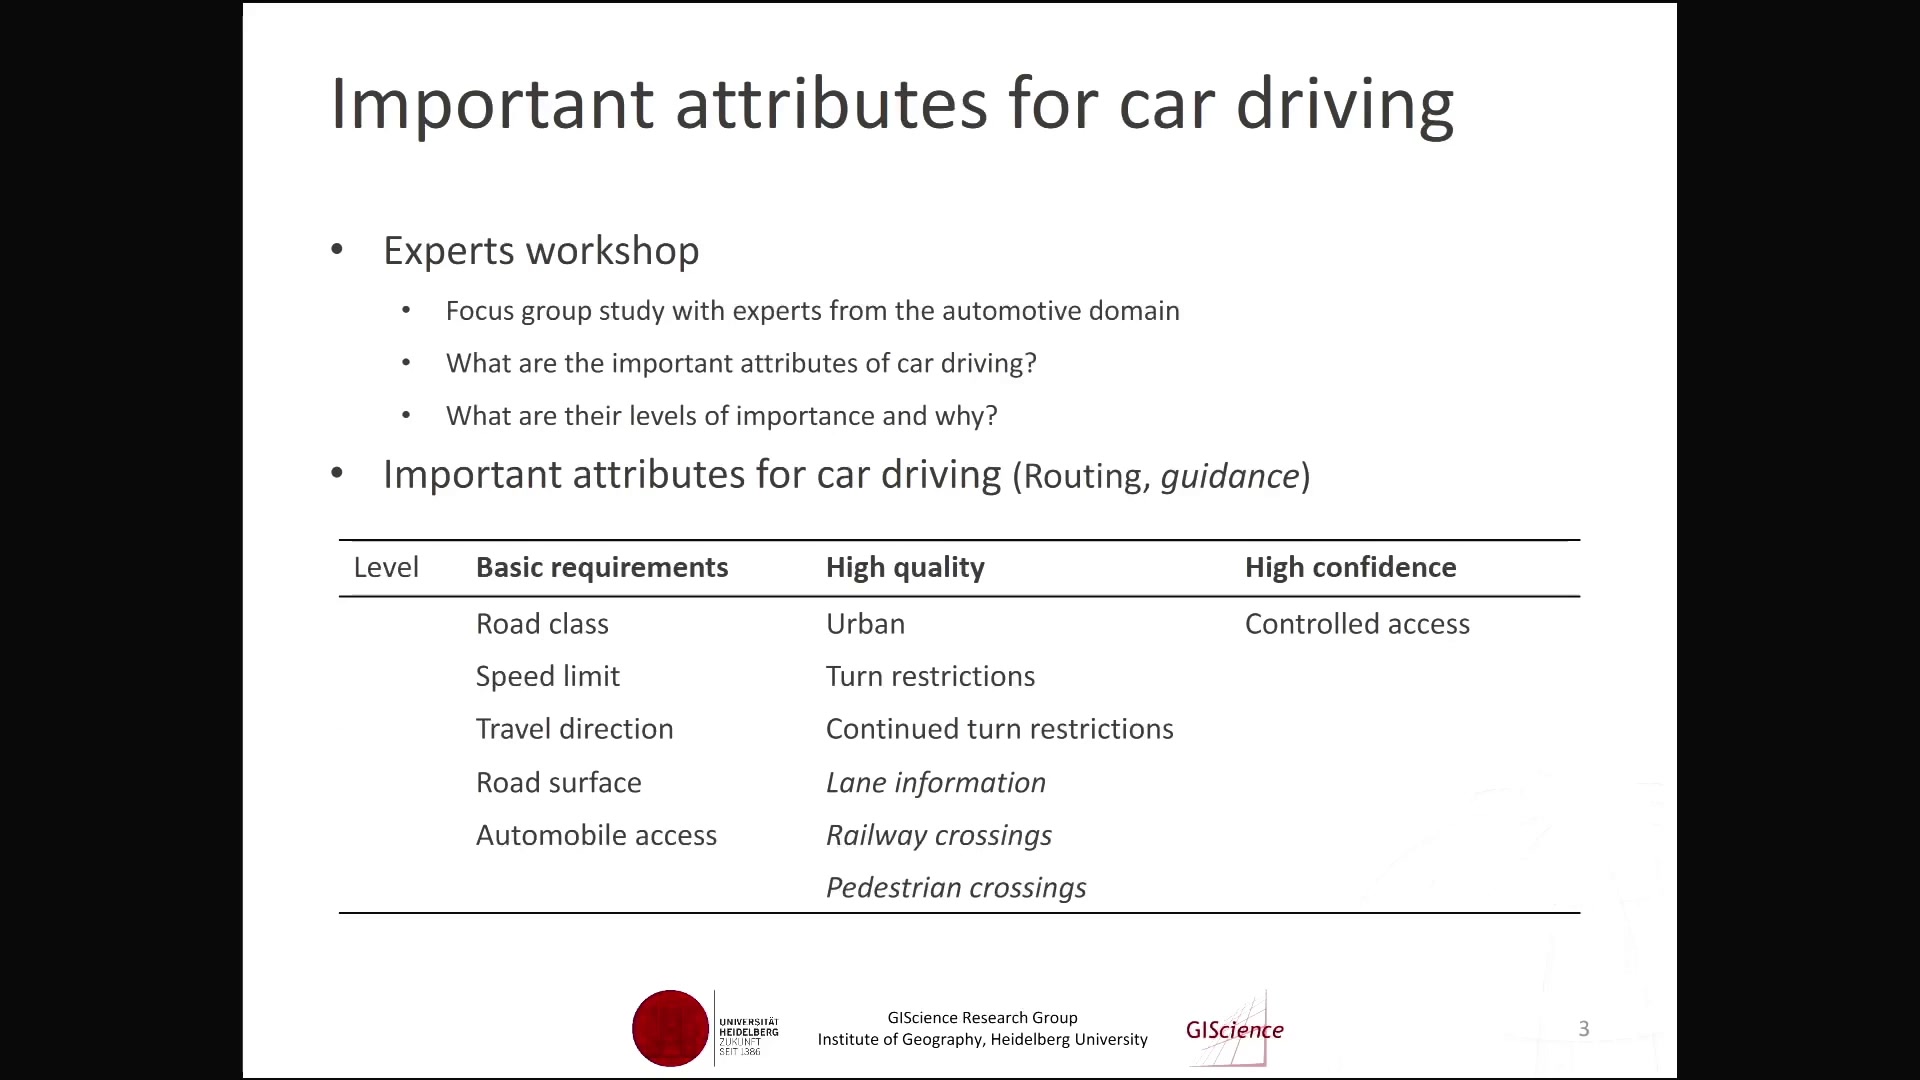 Important attributes for car driving
• Experts workshop
• Focus group study with experts from the automotive domain
• What are the important attributes of car driving?
• What are their levels of importance and why?
• Important attributes for car driving (Routing, guidance)
Level Basic requirements High quality High confidence
Road class Urban Controlled access
Speed limit Turn restrictions
Travel direction Continued turn restrictions
Road surface Lane information
Automobile access Railway crossings
Pedestrian crossings
UNIVERSITÄT
HEIDELBERG
ZUKUNFT
SEIT 1386
GIScience Research Group
Institute of Geography, Heidelberg University
GIScience
3